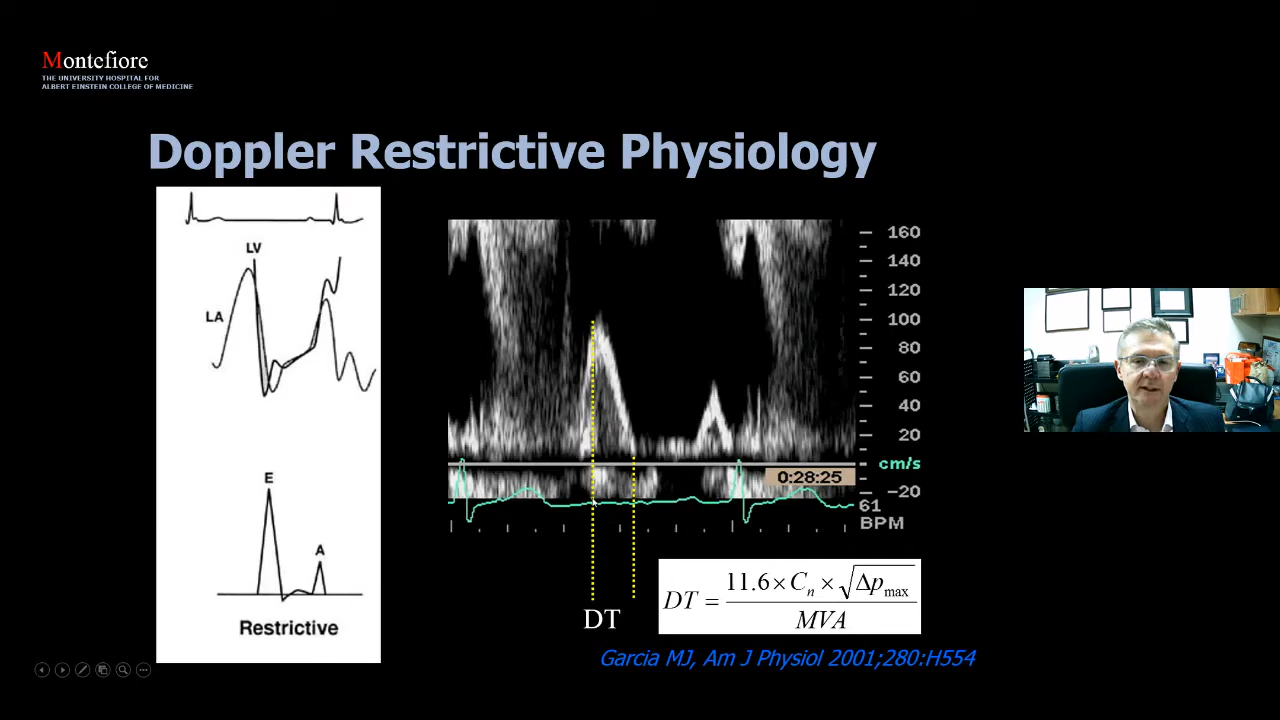 Montefiore
THE UNIVERSITY HOSPITAL FOR
ALBERT EINSTEIN COLLEGE OF MEDICINE
Doppler Restrictive Physiology
LV
LA
E
A
Restrictive
160
140
120
100
80
60
40
20
cm/s
0:28:25
-20
61
BPM
DT
DT = 11.6 × Cn × √Δpmax / MVA
Garcia MJ, Am J Physiol 2001;280:H554